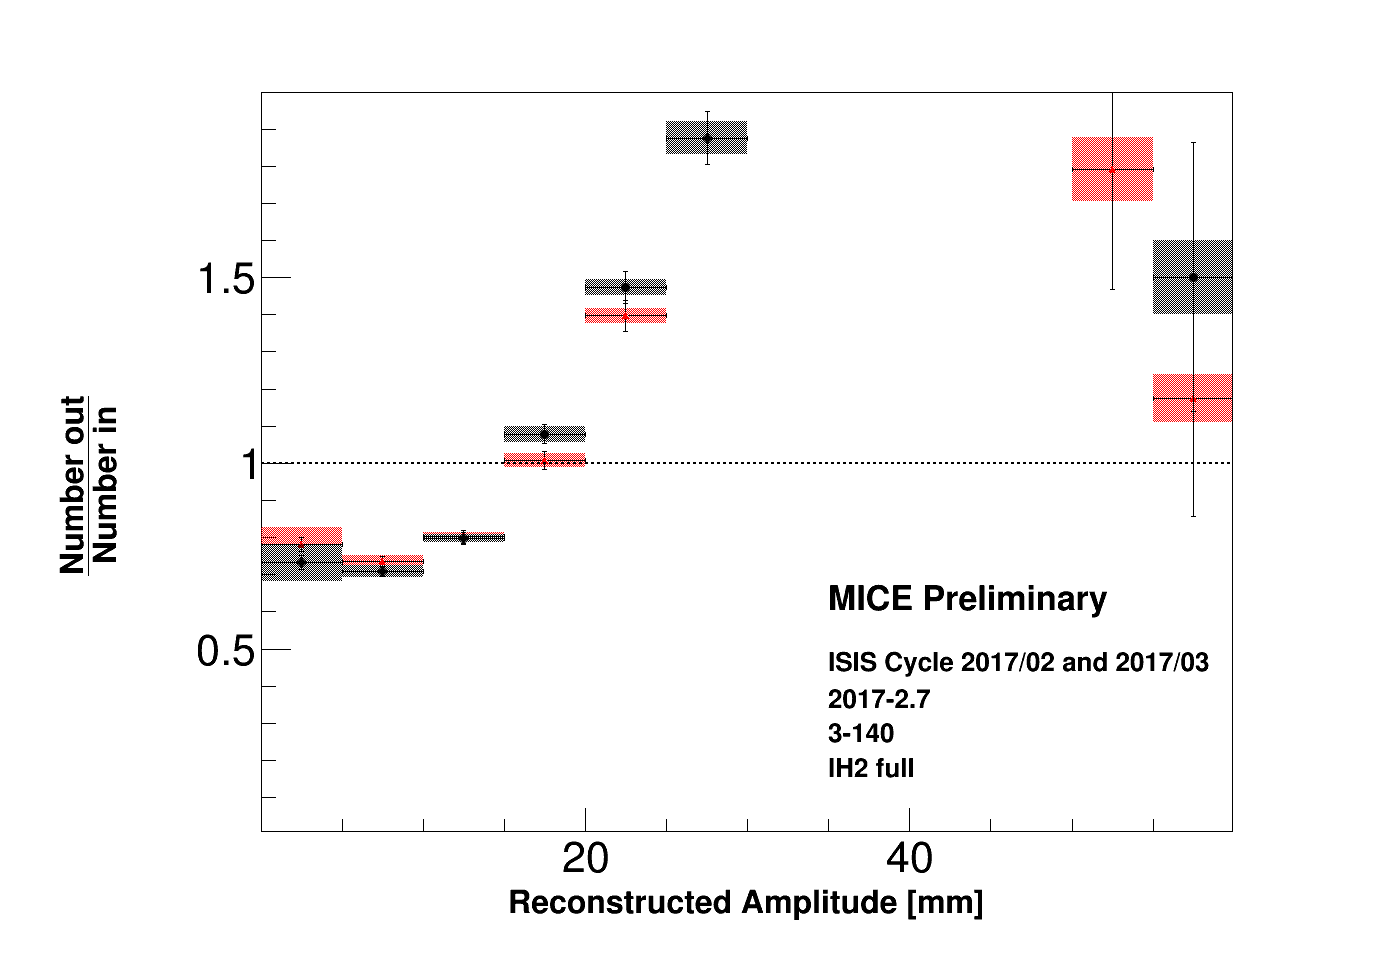 1.5
1
0.5
20
40
Number out
Number in
Reconstructed Amplitude [mm]
MICE Preliminary
ISIS Cycle 2017/02 and 2017/03
2017-2.7
3-140
IH2 full